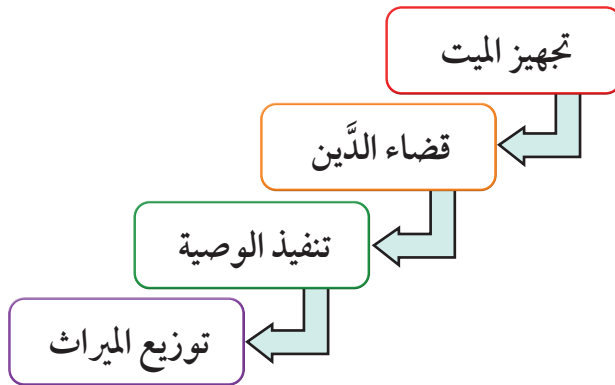 تجهيز الميت
قضاء الدَّين
تنفيذ الوصية
توزيع الميراث